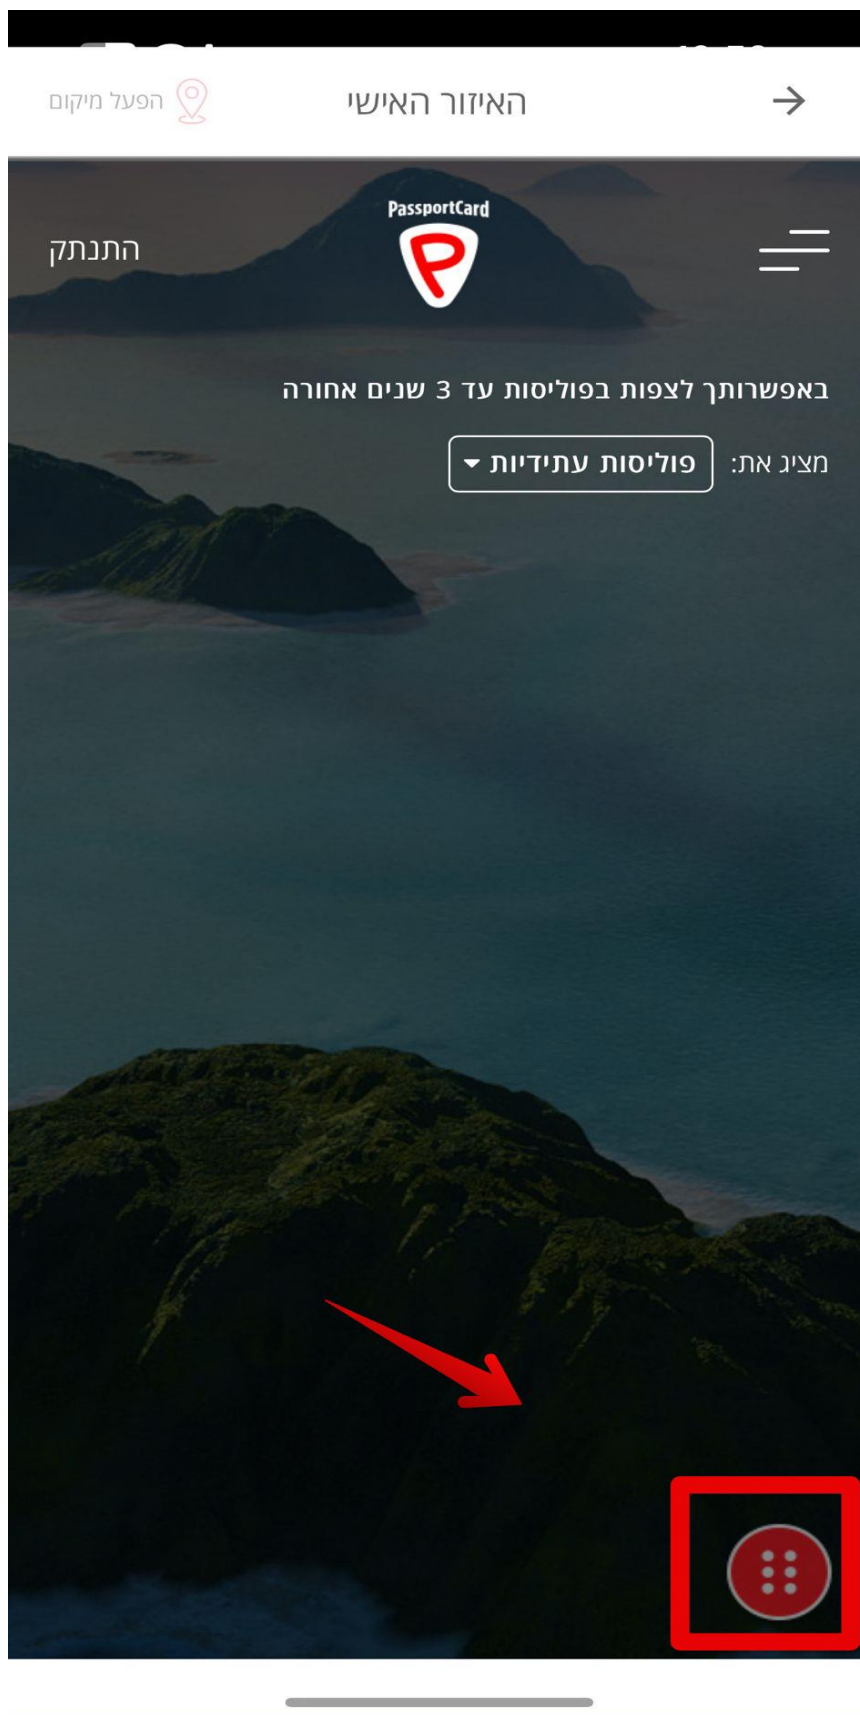 האיזור האישי
הפעל מיקום
PassportCard
התנתק
באפשרותך לצפות בפוליסות עד 3 שנים אחורה
מציג את: פוליסות עתידיות